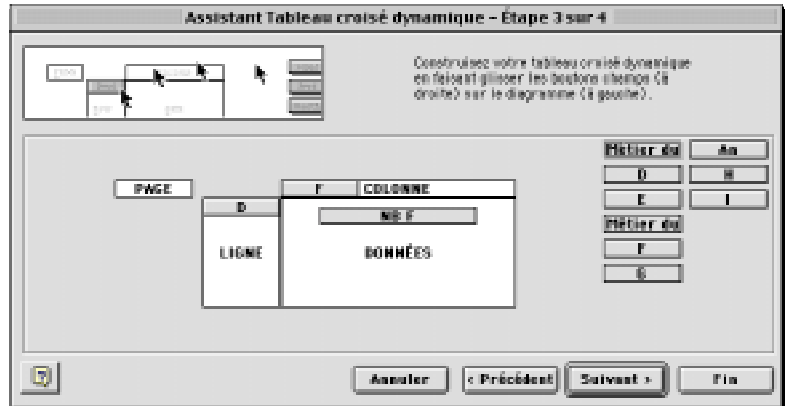 Assistant Tableau croisé dynamique – Étape 3 sur 4
Construisez votre tableau croisé dynamique
en faisant glisser les boutons champs (à
droite) sur le diagramme (à gauche).
Métier du
An
D
H
E
I
Métier du
F
G
PAGE
F
COLONNE
D
NB F
LIGNE
DONNÉES
Annuler
< Précédent
Suivant >
Fin